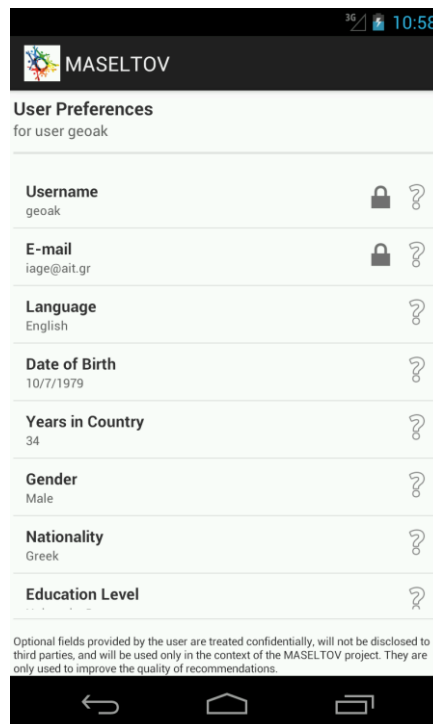 3G 10:58
MASELTOV
User Preferences
for user geoak
Username
geoak
E-mail
iage@ait.gr
Language
English
Date of Birth
10/7/1979
Years in Country
34
Gender
Male
Nationality
Greek
Education Level
Optional fields provided by the user are treated confidentially, will not be disclosed to
third parties, and will be used only in the context of the MASELTOV project. They are
only used to improve the quality of recommendations.